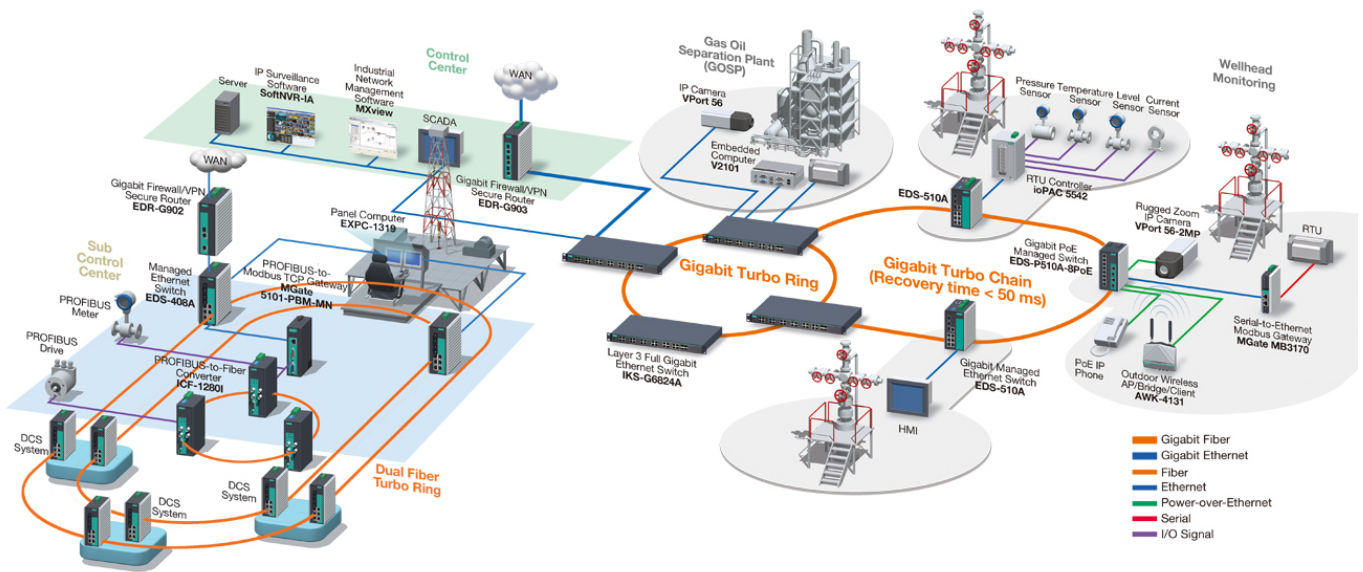 Control
Center
WAN
Server
IP Surveillance
Software
SoftNVR-IA
Industrial
Network
Management
Software
MXview
SCADA
WAN
Gigabit Firewall/VPN
Secure Router
EDR-G902
Gigabit Firewall/VPN
Secure Router
EDR-G903
Panel Computer
EXPC-1319
Sub
Control
Center
Managed
Ethernet
Switch
EDS-408A
PROFIBUS-to-
Modbus TCP Gateway
MGate
5101-PBM-MN
PROFIBUS
Meter
PROFIBUS
Drive
PROFIBUS-to-Fiber
Converter
ICF-1280I
DCS
System
DCS
System
DCS
System
Dual Fiber
Turbo Ring
Gas Oil
Separation Plant
(GOSP)
IP Camera
VPort 56
Embedded
Computer
V2101
Gigabit Turbo Ring
Layer 3 Full Gigabit
Ethernet Switch
IKS-G6824A
Gigabit Turbo Chain
(Recovery time < 50 ms)
EDS-510A
Pressure
Sensor
Temperature
Sensor
Level
Sensor
Current
Sensor
RTU Controller
ioPAC 5542
Wellhead
Monitoring
Gigabit PoE
Managed Switch
EDS-P510A-8PoE
Rugged Zoom
IP Camera
VPort 56-2MP
RTU
Serial-to-Ethernet
Modbus Gateway
MGate MB3170
PoE IP
Phone
Outdoor Wireless
AP/Bridge/Client
AWK-4131
Gigabit Managed
Ethernet Switch
EDS-510A
HMI
Gigabit Fiber
Gigabit Ethernet
Fiber
Ethernet
Power-over-Ethernet
Serial
I/O Signal